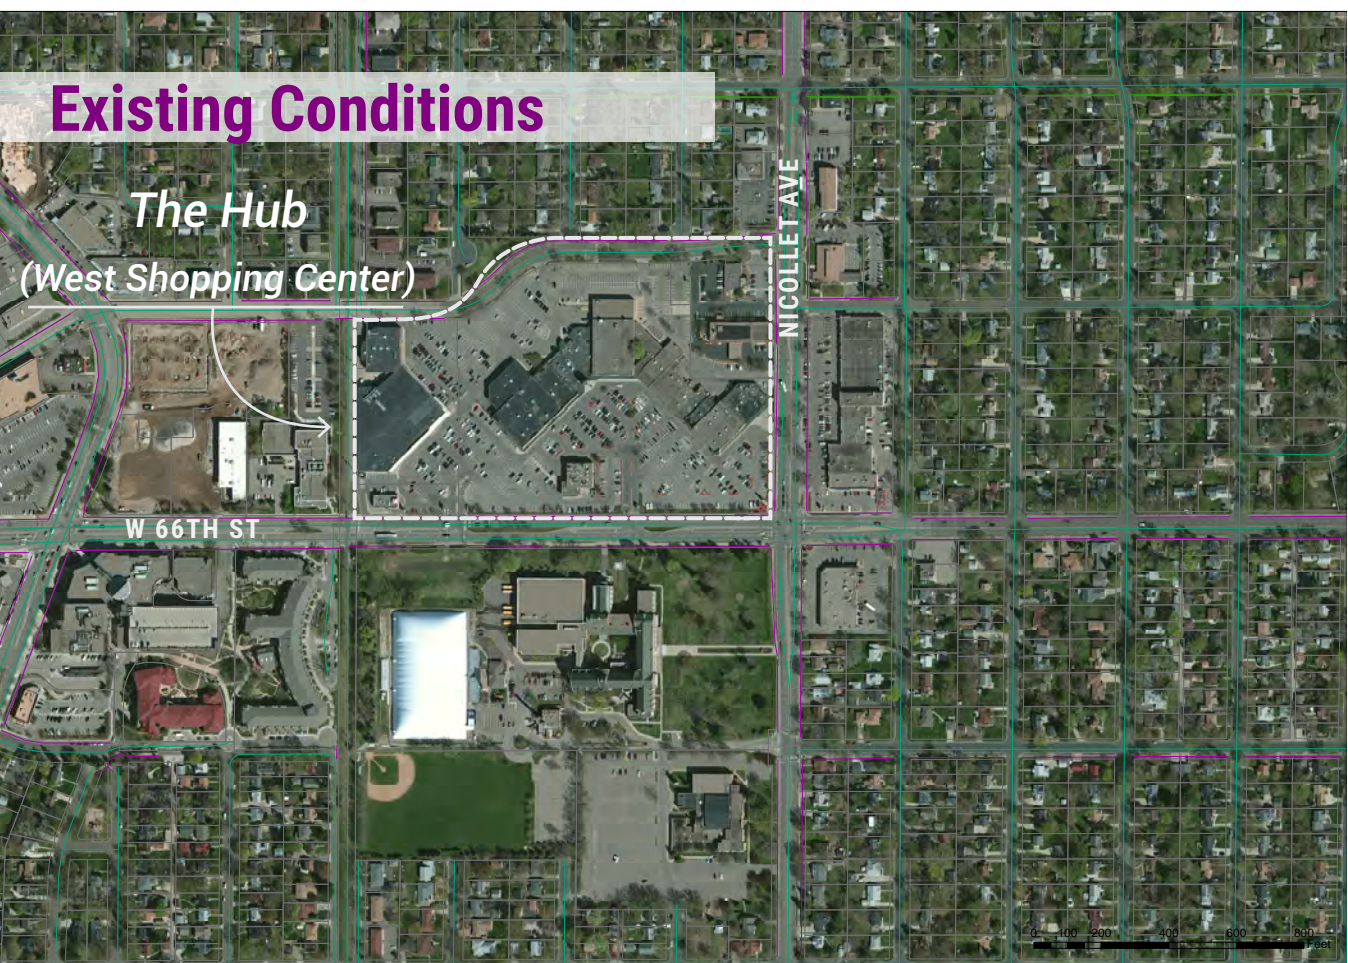 Existing Conditions
The Hub
(West Shopping Center)
NICOLLET AVE
W 66TH ST
0 100 200 400 600 800
Feet